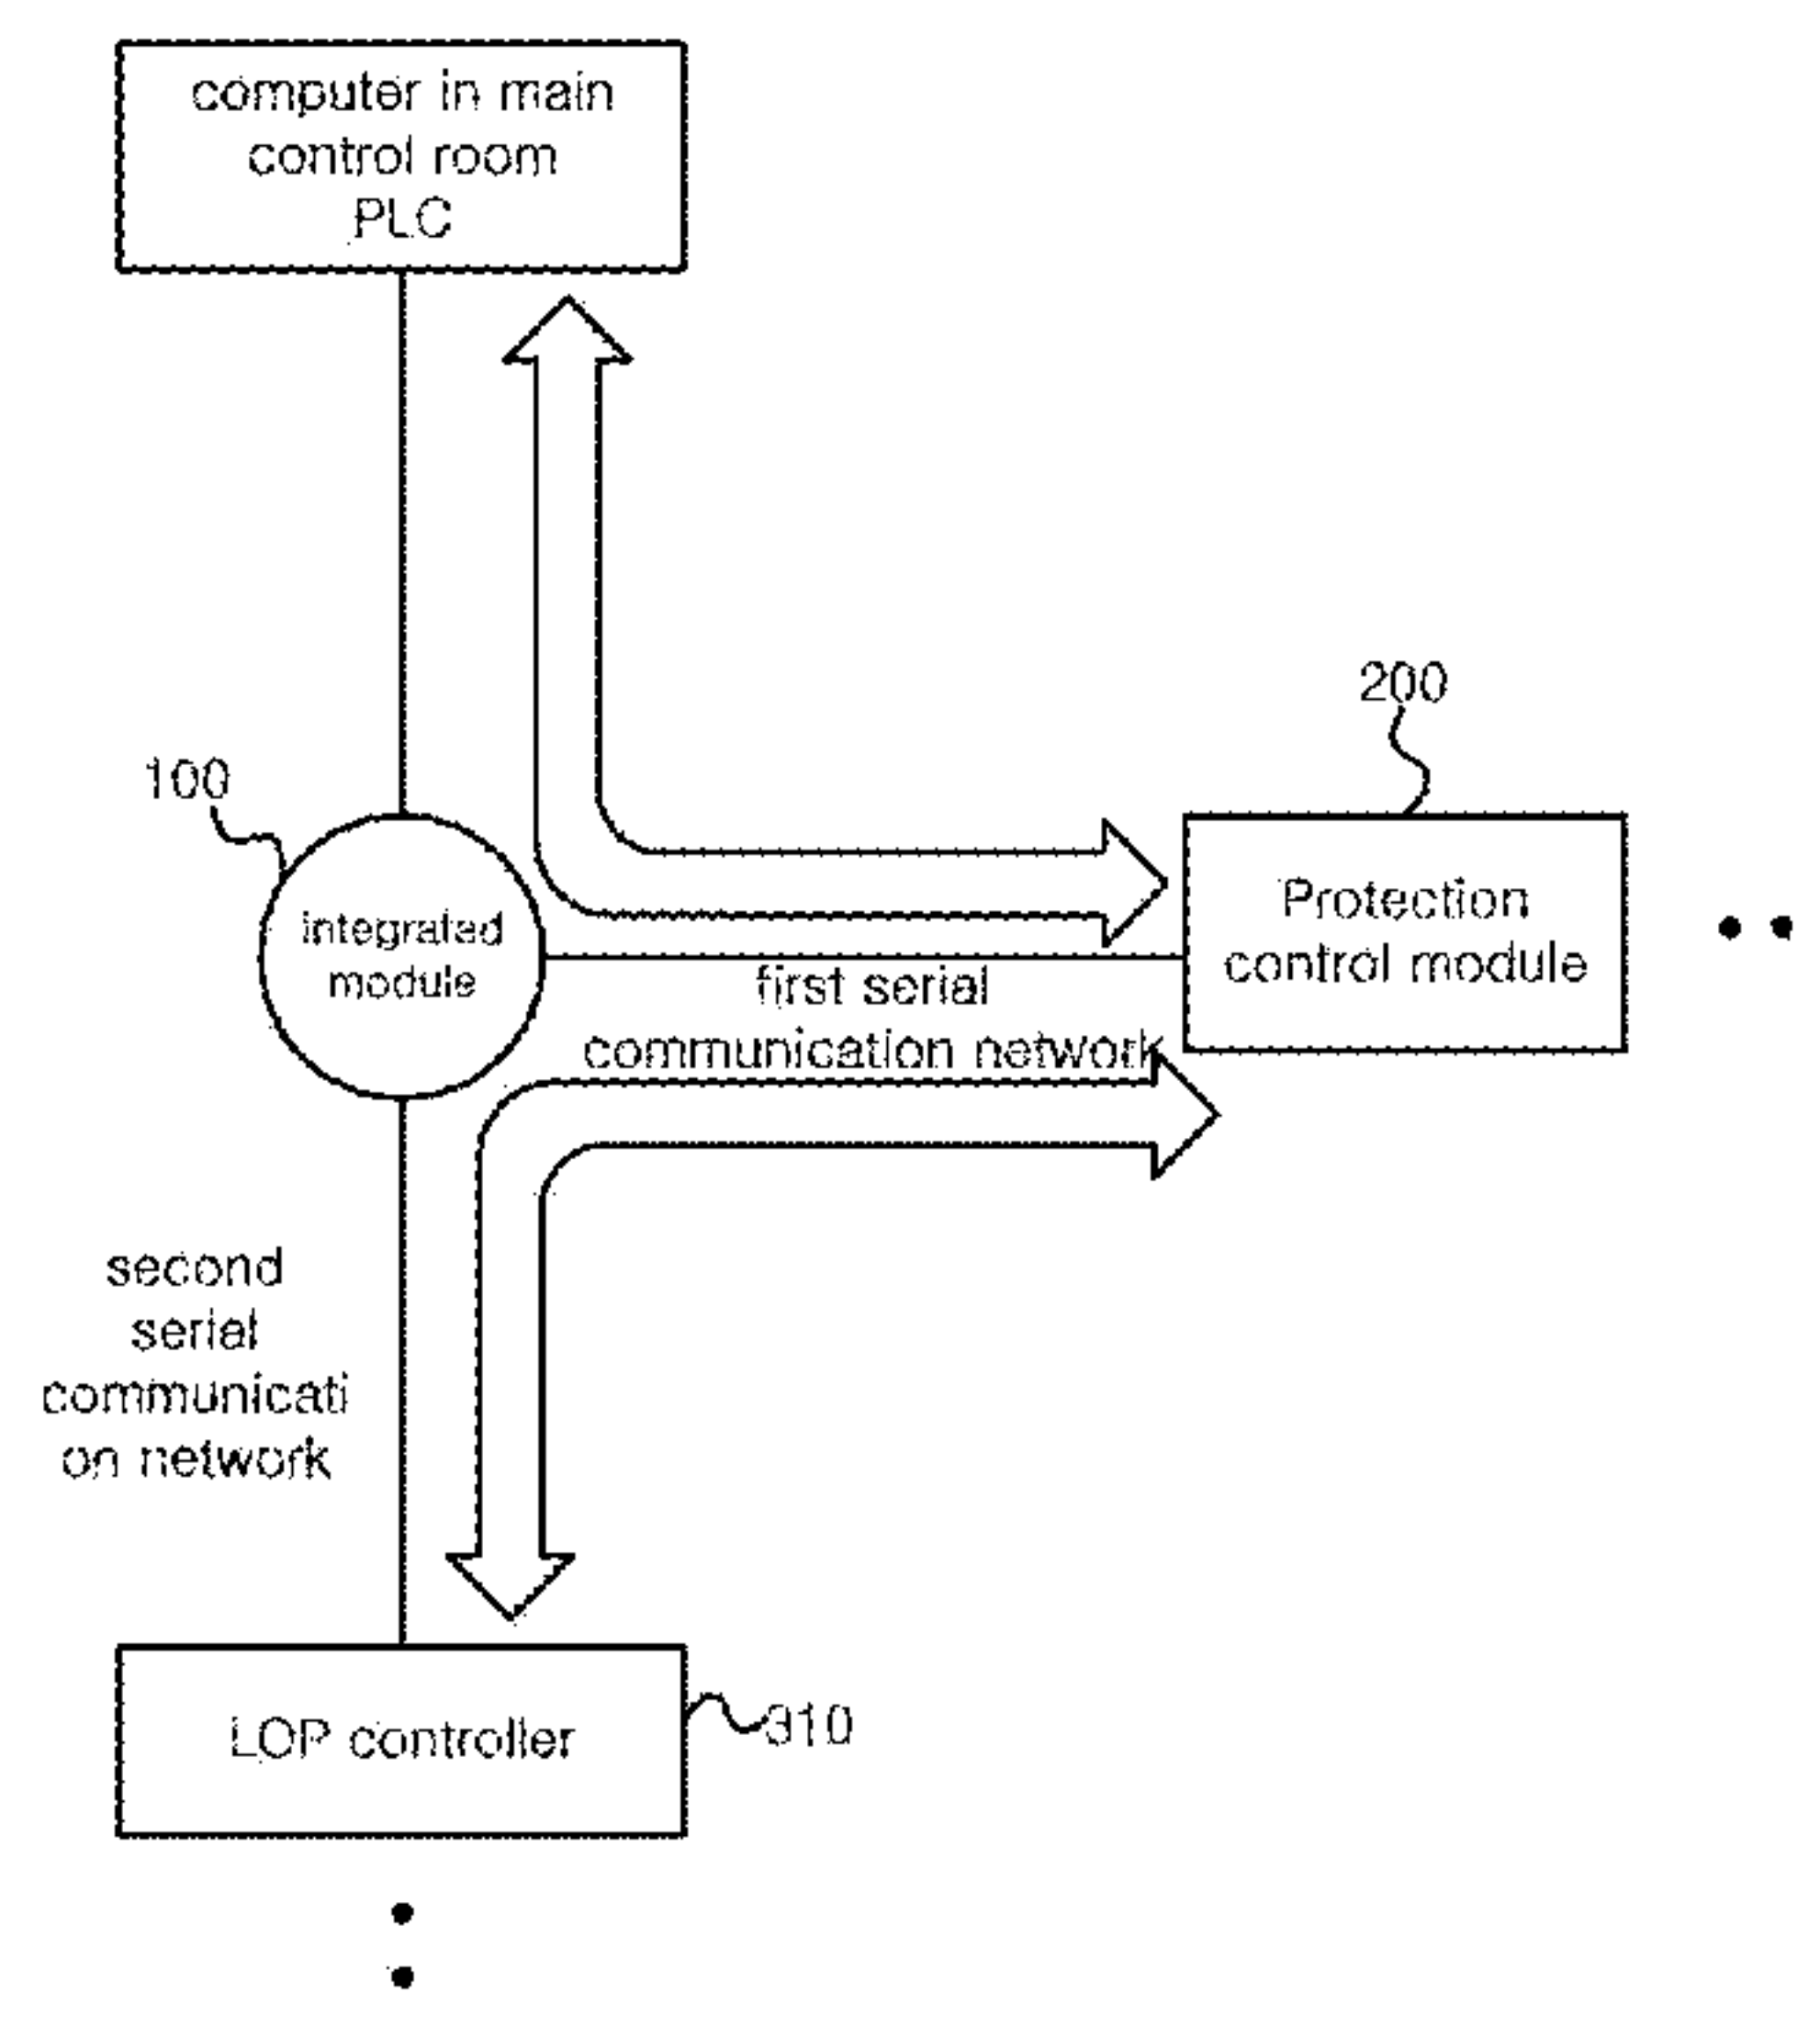 computer in main
control room
PLC
200
100
integrated
module
Protection
control module
first serial
communication network
second
serial
communicati
on network
LOP controller
310